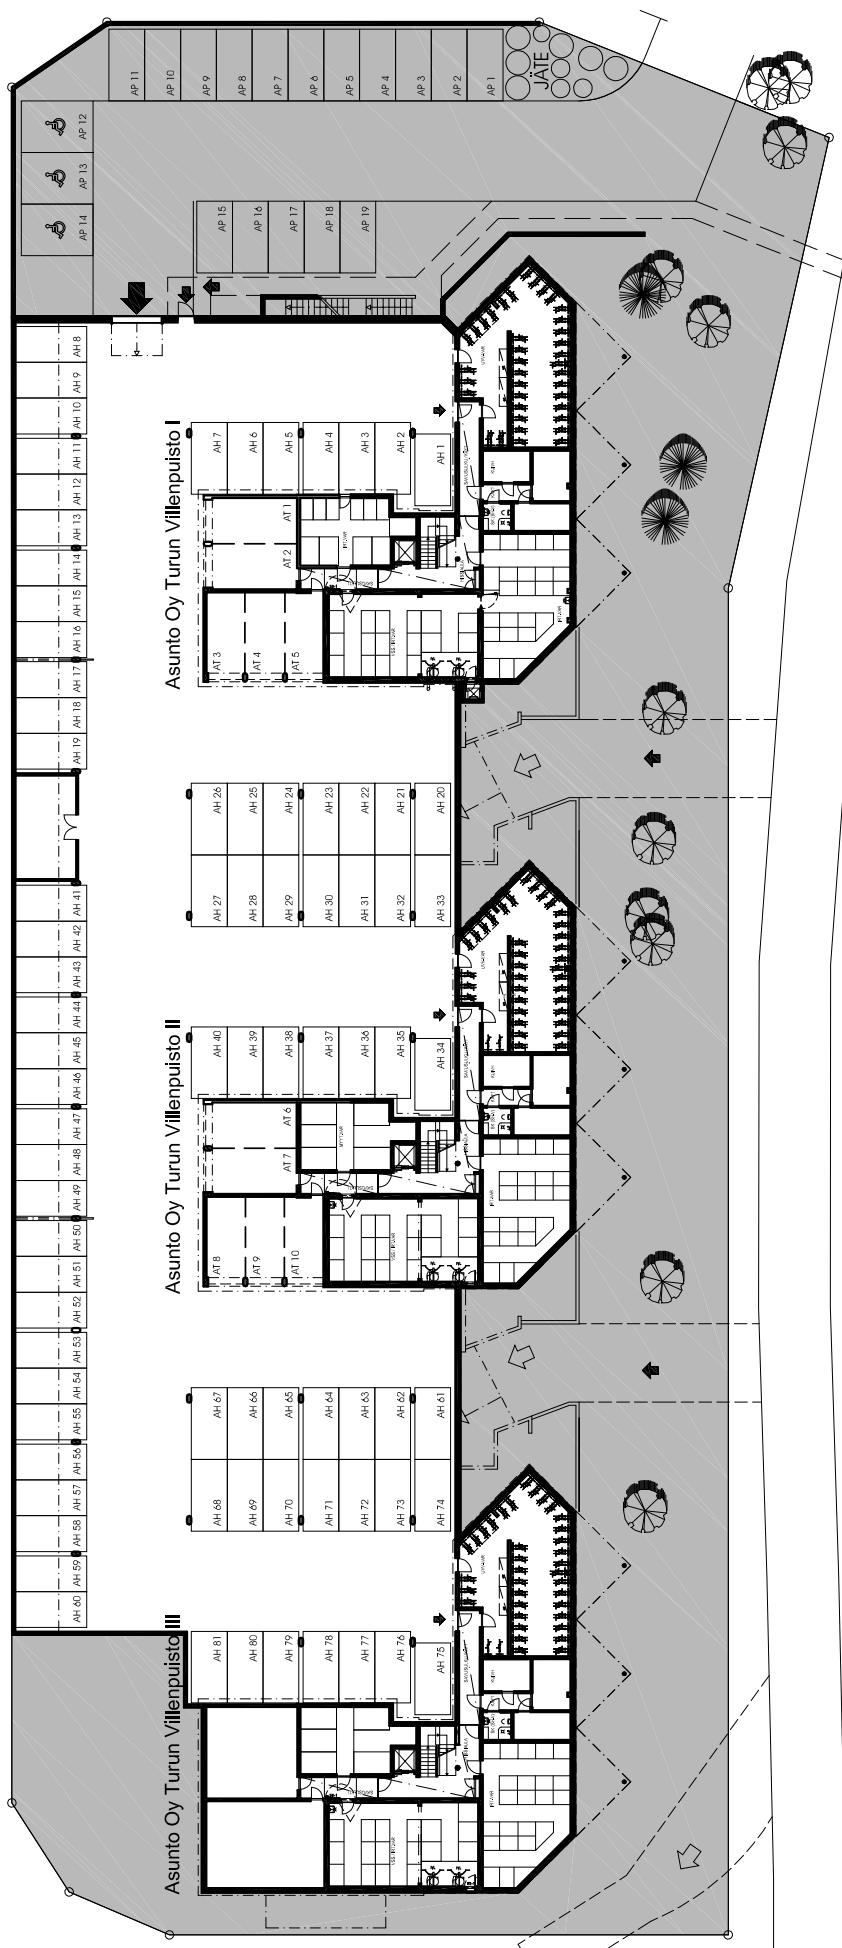 AP 11
AP 10
AP 9
AP 8
AP 7
AP 6
AP 5
AP 4
AP 3
AP 2
AP 1
JÄTE
AP 12
AP 13
AP 14
AP 15
AP 16
AP 17
AP 18
AP 19
AH 8
AH 9
AH 10
AH 11
AH 12
AH 13
AH 14
AH 15
AH 16
AH 17
AH 18
AH 19
Asunto Oy Turun Villenpuisto I
AH 7
AH 6
AH 5
AH 4
AH 3
AH 2
AH 1
AT 1
AT 2
AT 3
AT 4
AT 5
AH 26
AH 25
AH 24
AH 23
AH 22
AH 21
AH 20
AH 27
AH 28
AH 29
AH 30
AH 31
AH 32
AH 33
AH 41
AH 42
AH 43
AH 44
AH 45
AH 46
AH 47
AH 48
AH 49
AH 50
AH 51
AH 52
AH 53
AH 54
AH 55
AH 56
AH 57
AH 58
AH 59
AH 60
Asunto Oy Turun Villenpuisto II
AH 40
AH 39
AH 38
AH 37
AH 36
AH 35
AH 34
AT 6
AT 7
AT 8
AT 9
AT 10
AH 67
AH 66
AH 65
AH 64
AH 63
AH 62
AH 61
AH 68
AH 69
AH 70
AH 71
AH 72
AH 73
AH 74
Asunto Oy Turun Villenpuisto III
AH 81
AH 80
AH 79
AH 78
AH 77
AH 76
AH 75